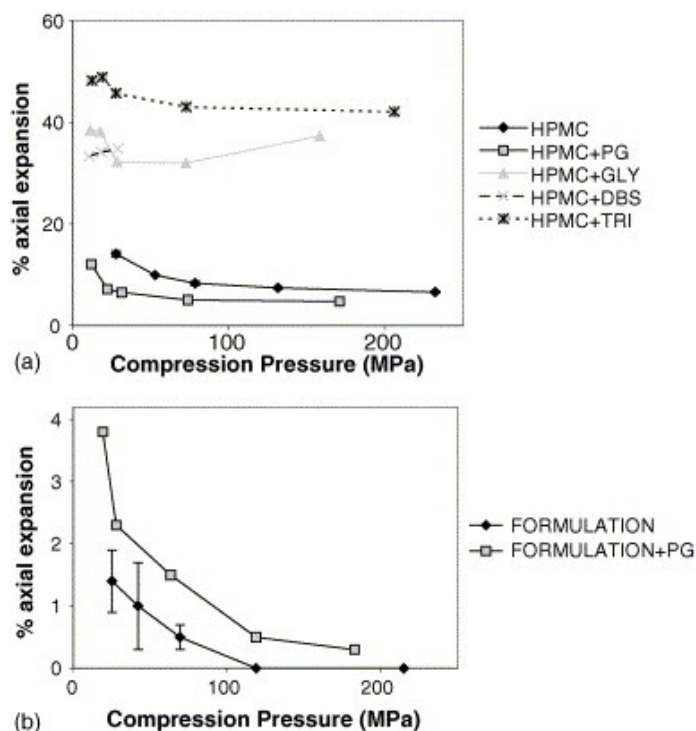 60
40
20
0
% axial expansion
0 100 200
Compression Pressure (MPa)
(a)
HPMC
HPMC+PG
HPMC+GLY
HPMC+DBS
HPMC+TRI
4
3
2
1
0
% axial expansion
0 100 200
Compression Pressure (MPa)
(b)
FORMULATION
FORMULATION+PG